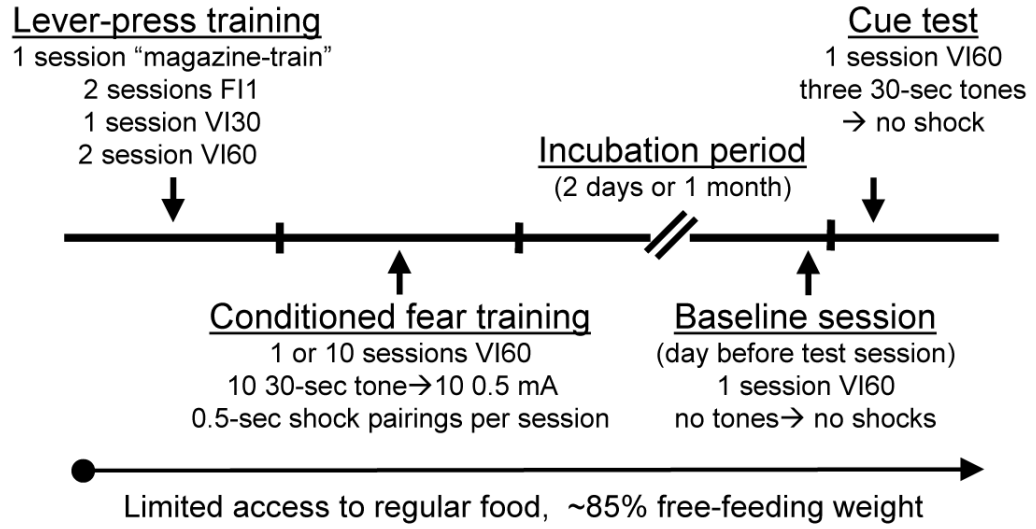 Lever-press training
1 session “magazine-train”
2 sessions FI1
1 session VI30
2 session VI60
Conditioned fear training
1 or 10 sessions VI60
10 30-sec tone→10 0.5 mA
0.5-sec shock pairings per session
Incubation period
(2 days or 1 month)
Baseline session
(day before test session)
1 session VI60
no tones→ no shocks
Cue test
1 session VI60
three 30-sec tones
→ no shock
Limited access to regular food, ~85% free-feeding weight